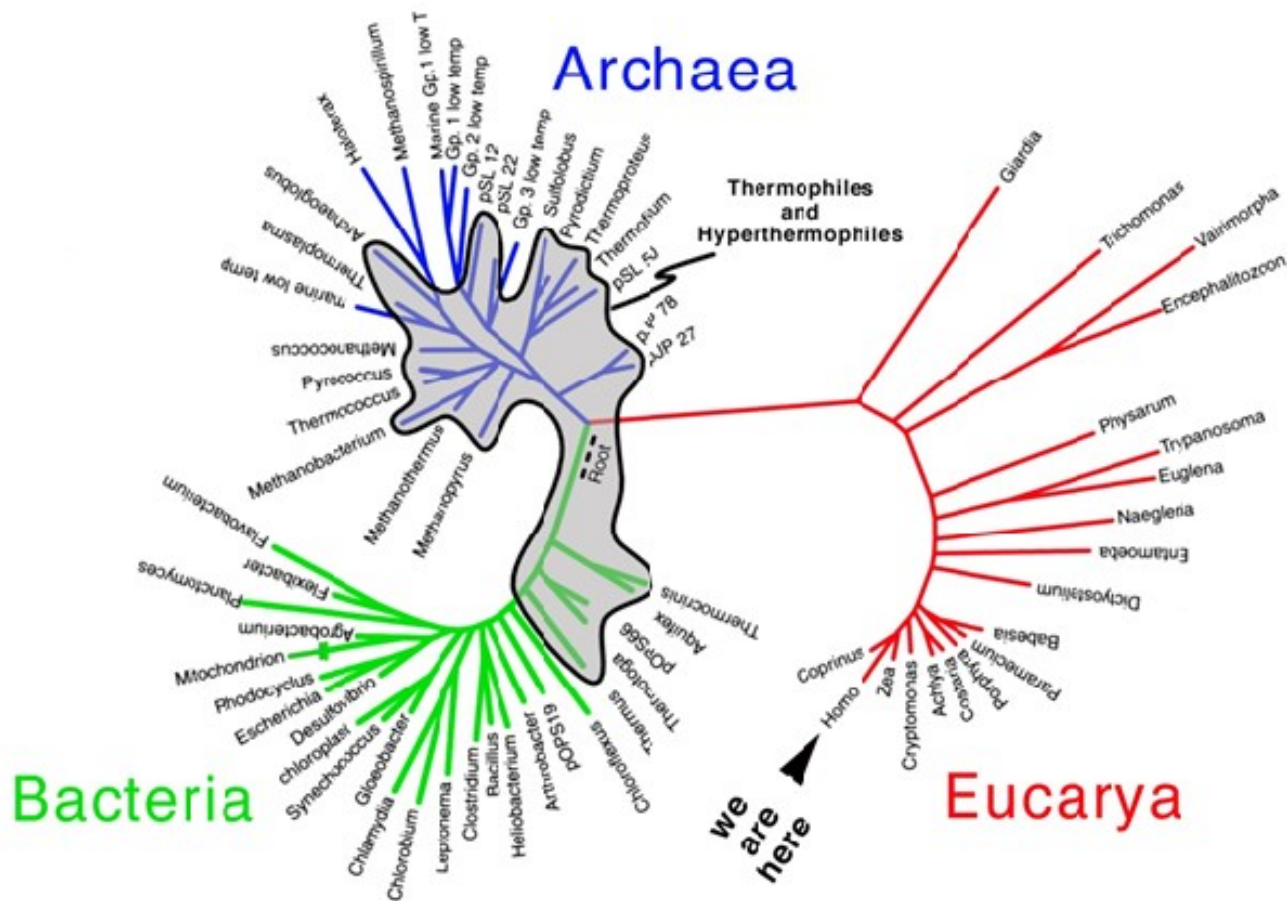 Archaea
Haloferax
Methanospirillum
Marine Gp.1 low T
Gp. 1 low temp
Gp. 2 low temp
pSL 12
pSL 22
Gp. 3 low temp
Sulfolobus
Pyrodictium
Thermoproteus
Thermofilum
pSL 50
78
27
Archaeoglobus
Thermoplasma
marine low temp
Methanococcus
Pyrococcus
Thermococcus
Methanobacterium
Methanothermus
Methanopyrus
Thermophiles
and
Hyperthermophiles
Root
Giardia
Trichomonas
Vairimorpha
Encephalitozoon
Physarum
Trypanosoma
Euglena
Naegleria
Entamoeba
Dictyostelium
Babesia
Paramecium
Porphyra
Costaria
Achlya
Cryptomonas
Zea
Homo
Coprinus
we
are
here
Eucarya
Flavobacterium
Flexibacter
Planctomyces
Agrobacterium
Mitochondrion
Rhodocyclus
Escherichia
Desulfovibrio
chloroplast
Synechococcus
Gloeobacter
Chlamydia
Chlorobium
Leptonema
Clostridium
Bacillus
Heliobacterium
Arthrobacter
pOPS19
Chloroflexus
Thermus
Thermotoga
pOPS66
Aquifex
Thermocrinis
Bacteria